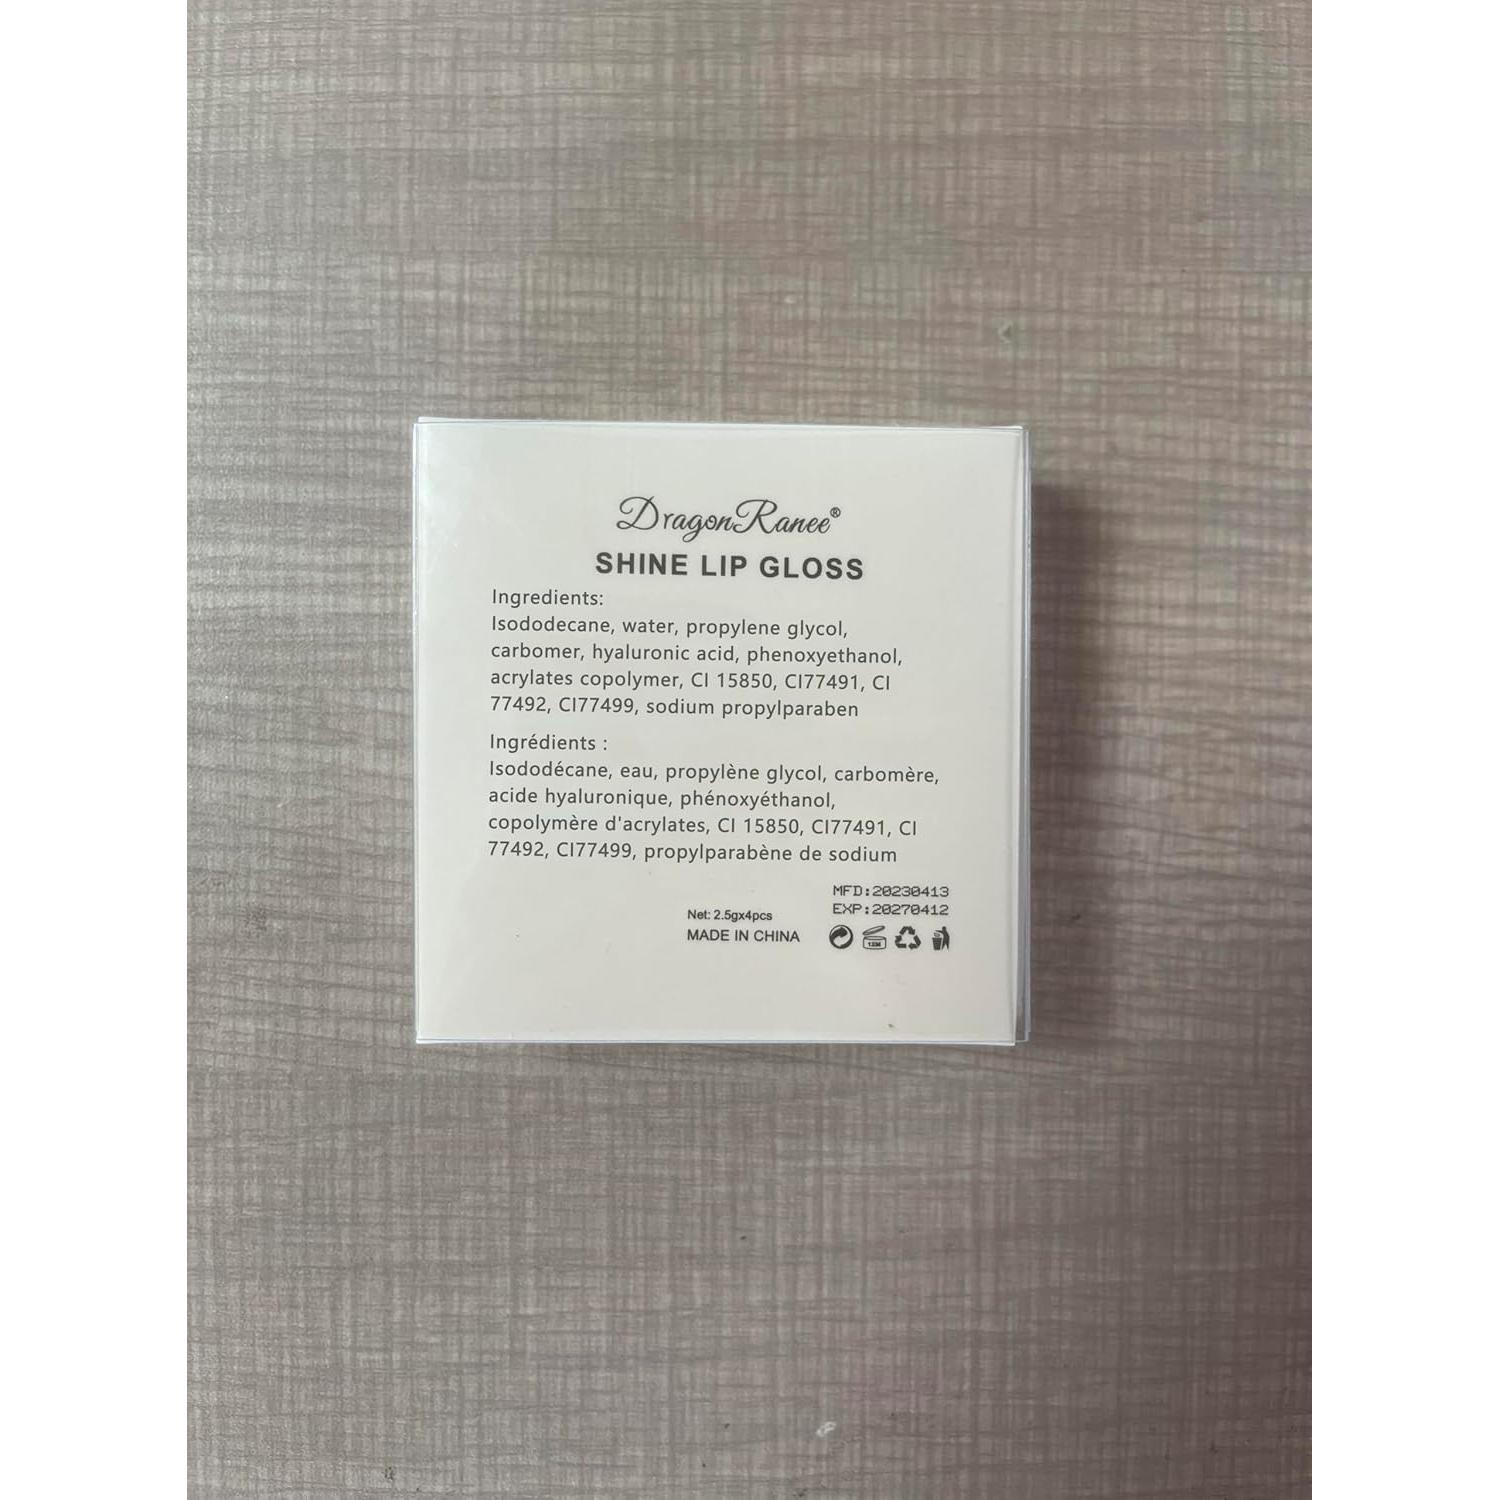 DragonRanee®
SHINE LIP GLOSS
Ingredients:
Isododecane, water, propylene glycol,
carbomer, hyaluronic acid, phenoxyethanol,
acrylates copolymer, CI 15850, CI77491, CI
77492, CI77499, sodium propylparaben
Ingrédients :
Isododécane, eau, propylène glycol, carbomère,
acide hyaluronique, phénoxyéthanol,
copolymère d'acrylates, CI 15850, CI77491, CI
77492, CI77499, propylparabène de sodium
MFD:20230413
EXP:20270412
Net: 2.5gx4pcs
MADE IN CHINA
12M